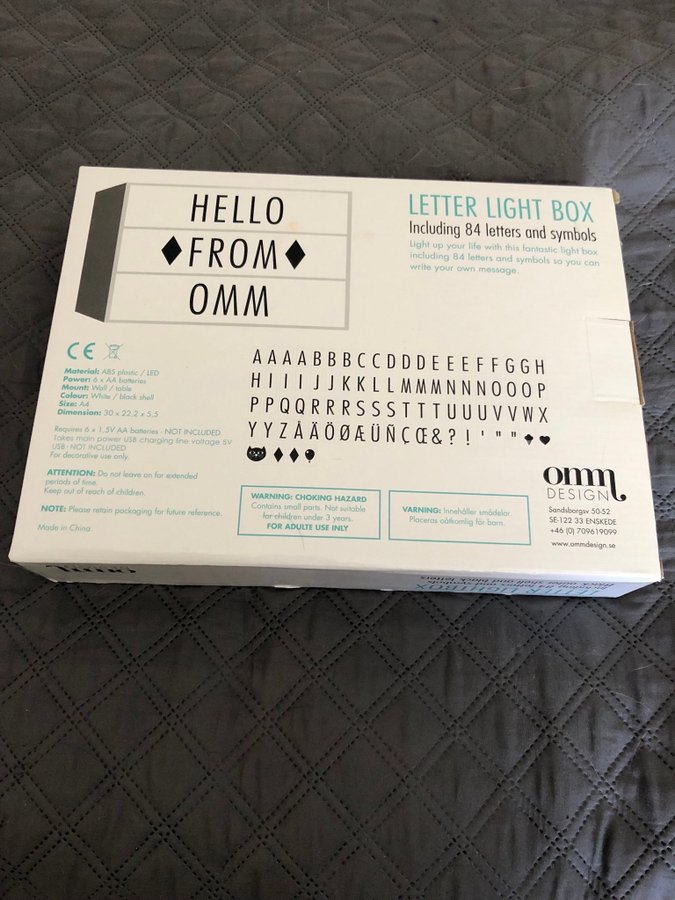 HELLO
♦FROM♦
OMM
LETTER LIGHT BOX
Including 84 letters and symbols
Light up your life with this fantastic light box
including 84 letters and symbols so you can
write your own message.
CE
Material: ABS plastic / LED
Power: 6 x AA batteries
Mount: Wall / table
Colour: White / black shell
Size: A4
Dimension: 30 x 22,2 x 5,5
Requires 6 x 1,5V AA batteries - NOT INCLUDED
Takes main power USB charging line voltage 5V
USB - NOT INCLUDED
For decorative use only.
ATTENTION: Do not leave on for extended
periods of time.
Keep out of reach of children.
NOTE: Please retain packaging for future reference.
Made in China.
AAAABBBCCDDDEEEFFGGH
HIIIJJKKLLMMMNNNOOOP
PPQQRRRSSSTTTUUUVVWX
YYZÅÄÖØÆÜÑÇŒ&?!'""♠♥
♦♦
WARNING: CHOKING HAZARD
Contains small parts. Not suitable
for children under 3 years.
FOR ADULTE USE INLY
WARNING: Innehåller smådelar.
Placeras oåtkomlig för barn.
omm
DESIGN
Sandsborgsv 50-52
SE-122 33 ENSKEDE
+46 (0) 709619099
www.ommdesign.se
LETTER LIGHTBOX